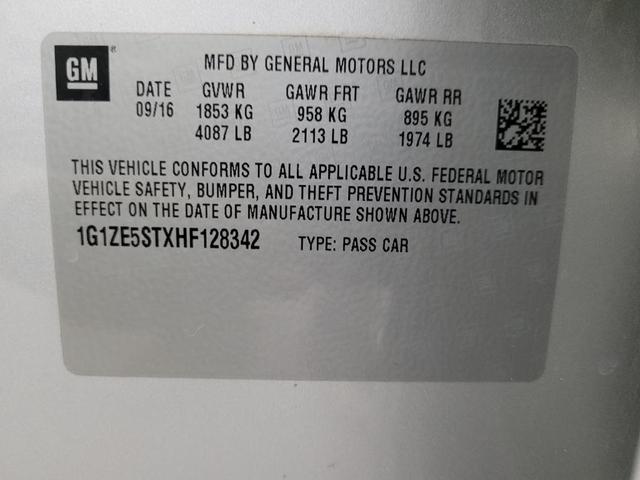 GM ®
MFD BY GENERAL MOTORS LLC
DATE GVWR GAWR FRT GAWR RR
09/16 1853 KG 958 KG 895 KG
4087 LB 2113 LB 1974 LB
THIS VEHICLE CONFORMS TO ALL APPLICABLE U.S. FEDERAL MOTOR
VEHICLE SAFETY, BUMPER, AND THEFT PREVENTION STANDARDS IN
EFFECT ON THE DATE OF MANUFACTURE SHOWN ABOVE.
1G1ZE5STXHF128342 TYPE: PASS CAR